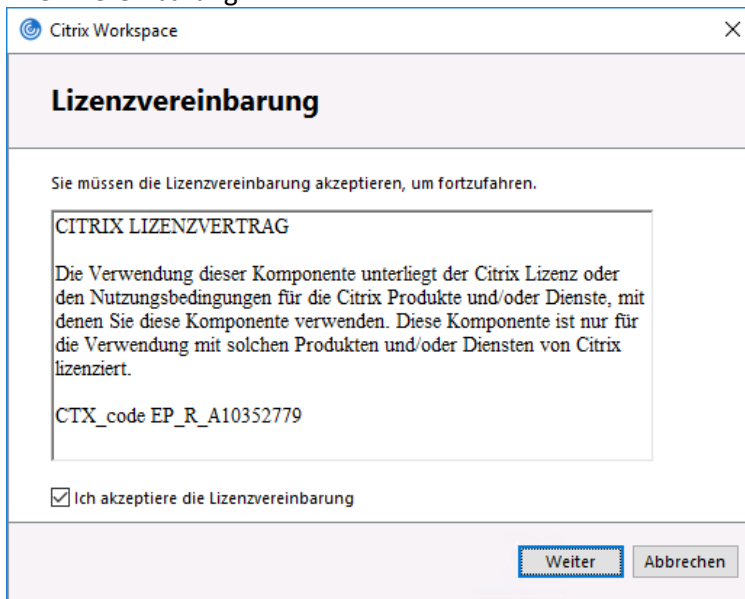 Citrix Workspace
Lizenzvereinbarung
Sie müssen die Lizenzvereinbarung akzeptieren, um fortzufahren.
CITRIX LIZENZVERTRAG
Die Verwendung dieser Komponente unterliegt der Citrix Lizenz oder
den Nutzungsbedingungen für die Citrix Produkte und/oder Dienste, mit
denen Sie diese Komponente verwenden. Diese Komponente ist nur für
die Verwendung mit solchen Produkten und/oder Diensten von Citrix
lizenziert.
CTX_code EP_R_A10352779
Ich akzeptiere die Lizenzvereinbarung
Weiter Abbrechen